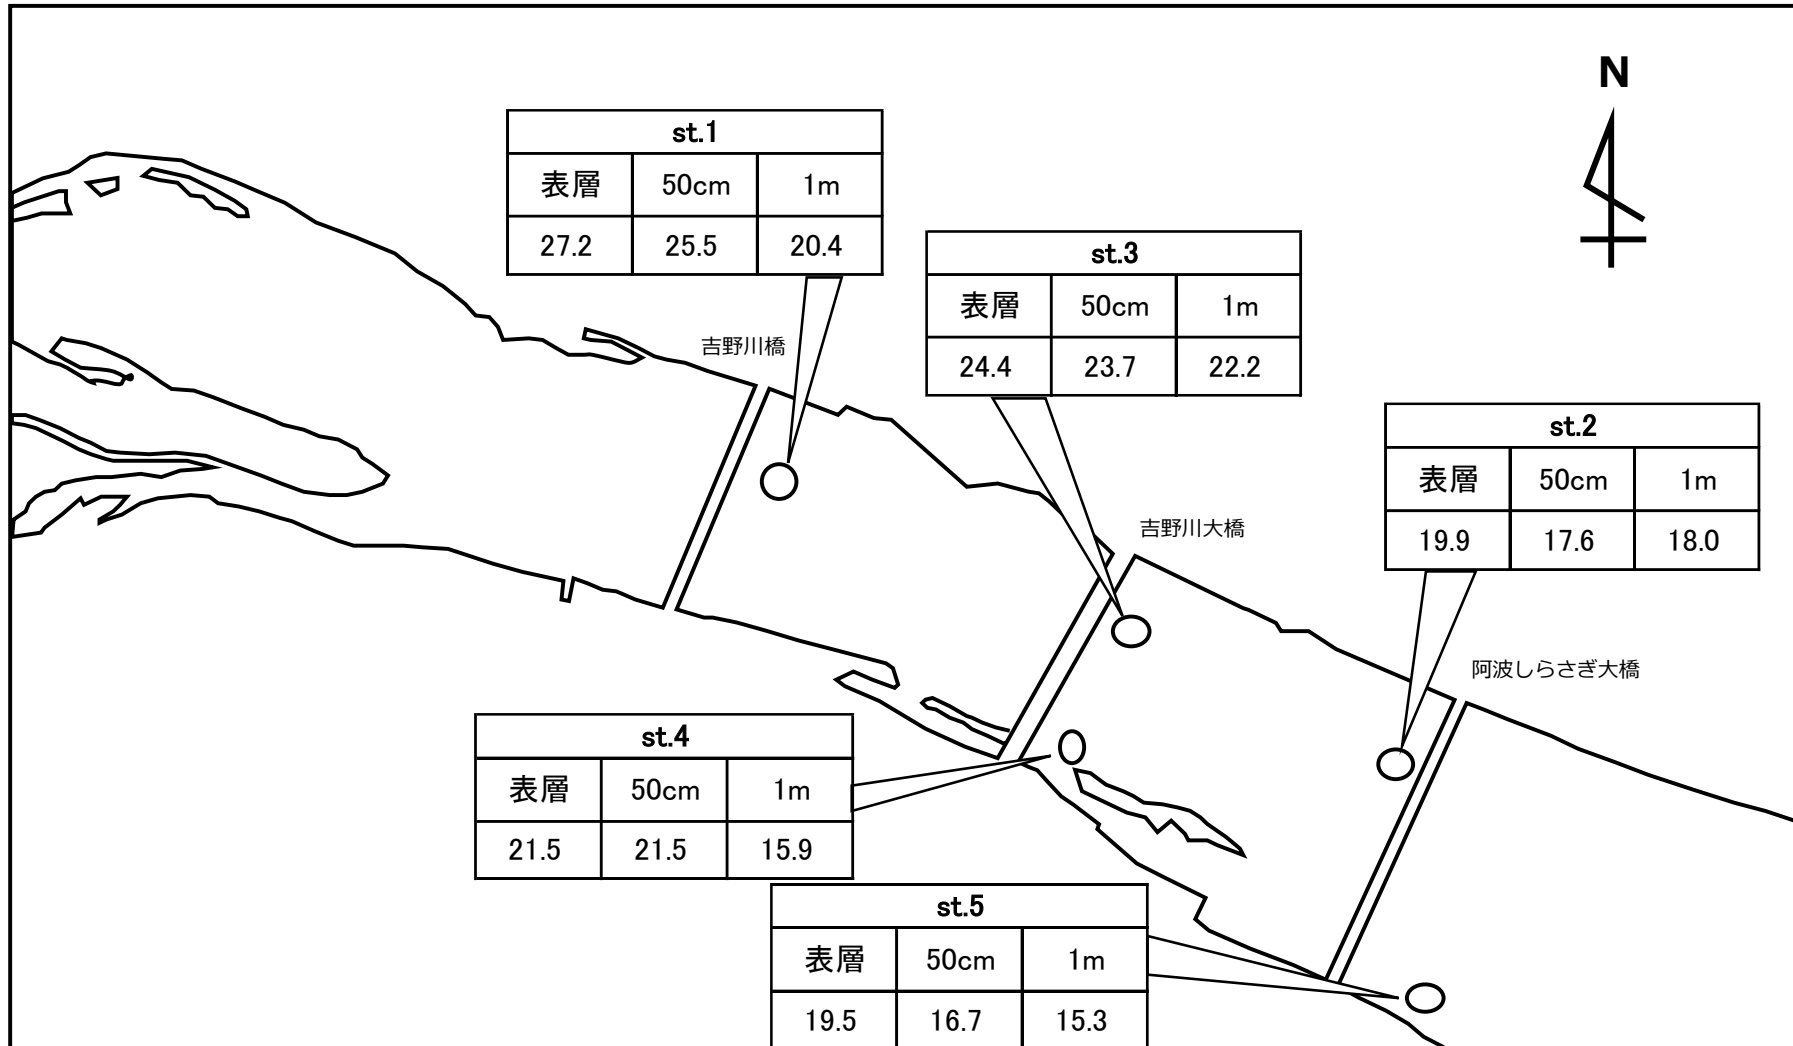 N
st.1
表層 50cm 1m
27.2 25.5 20.4
st.3
表層 50cm 1m
24.4 23.7 22.2
吉野川橋
st.2
表層 50cm 1m
19.9 17.6 18.0
吉野川大橋
阿波しらさぎ大橋
st.4
表層 50cm 1m
21.5 21.5 15.9
st.5
表層 50cm 1m
19.5 16.7 15.3